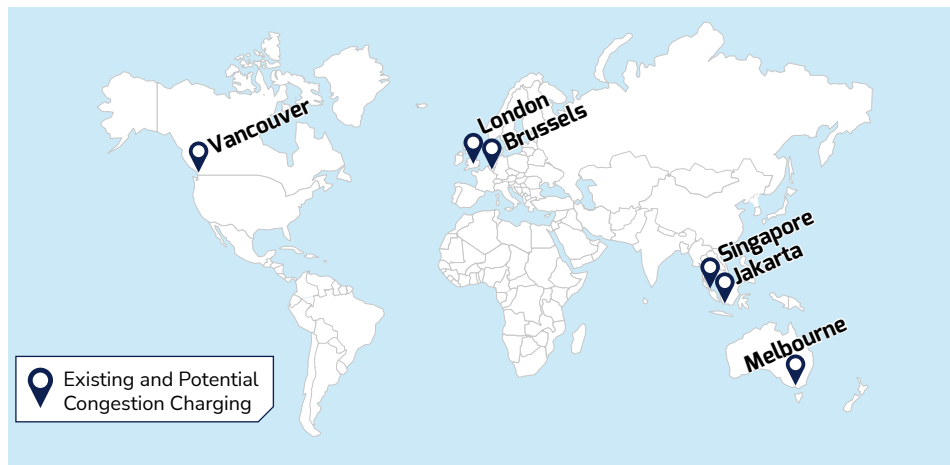 London
Brussels
Vancouver
Singapore
Jakarta
Melbourne
Existing and Potential
Congestion Charging